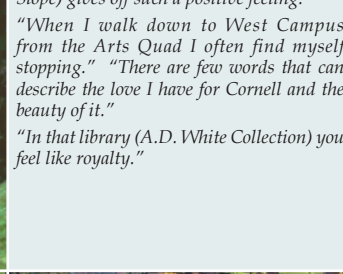 Slope) gives off such a positive feeling.”
“When I walk down to West Campus
from the Arts Quad I often find myself
stopping.” “There are few words that can
describe the love I have for Cornell and the
beauty of it.”
“In that library (A.D. White Collection) you
feel like royalty.”